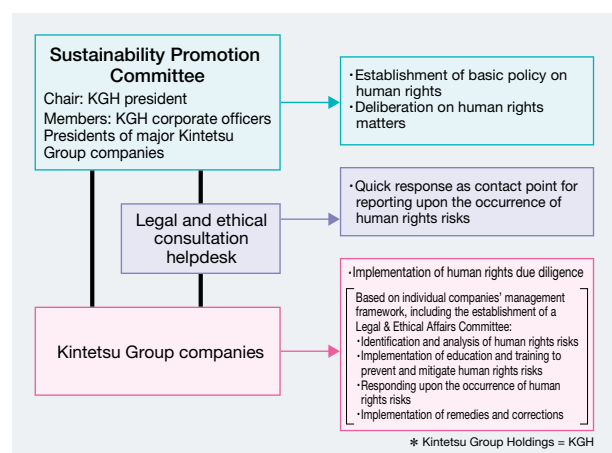 Sustainability Promotion
Committee
Chair: KGH president
Members: KGH corporate officers
Presidents of major Kintetsu
Group companies
・Establishment of basic policy on
human rights
・Deliberation on human rights
matters
Legal and ethical
consultation
helpdesk
・Quick response as contact point for
reporting upon the occurrence of
human rights risks
Kintetsu Group companies
・Implementation of human rights due diligence
Based on individual companies’ management
framework, including the establishment of a
Legal & Ethical Affairs Committee:
・Identification and analysis of human rights risks
・Implementation of education and training to
prevent and mitigate human rights risks
・Responding upon the occurrence of human
rights risks
・Implementation of remedies and corrections
＊ Kintetsu Group Holdings = KGH